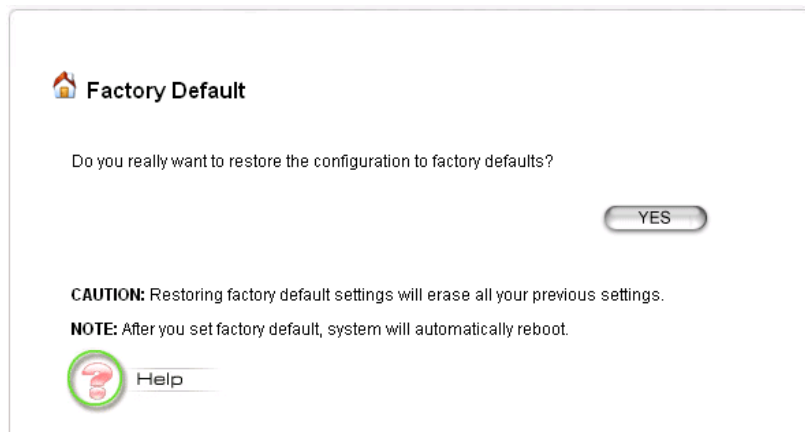 Factory Default
Do you really want to restore the configuration to factory defaults?
YES
CAUTION: Restoring factory default settings will erase all your previous settings.
NOTE: After you set factory default, system will automatically reboot.
Help